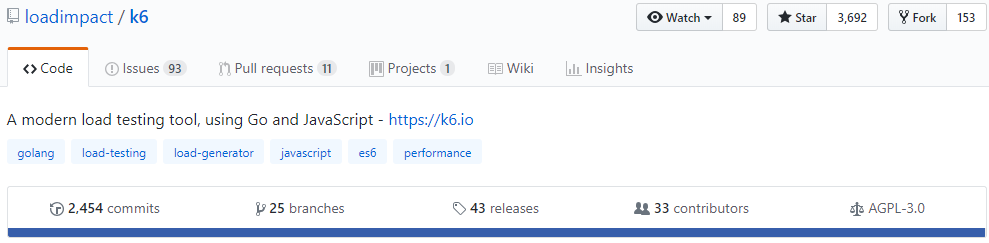 loadimpact / k6 Watch 89 Star 3,692 Fork 153
Code Issues 93 Pull requests 11 Projects 1 Wiki Insights
A modern load testing tool, using Go and JavaScript - https://k6.io
golang load-testing load-generator javascript es6 performance
2,454 commits 25 branches 43 releases 33 contributors AGPL-3.0